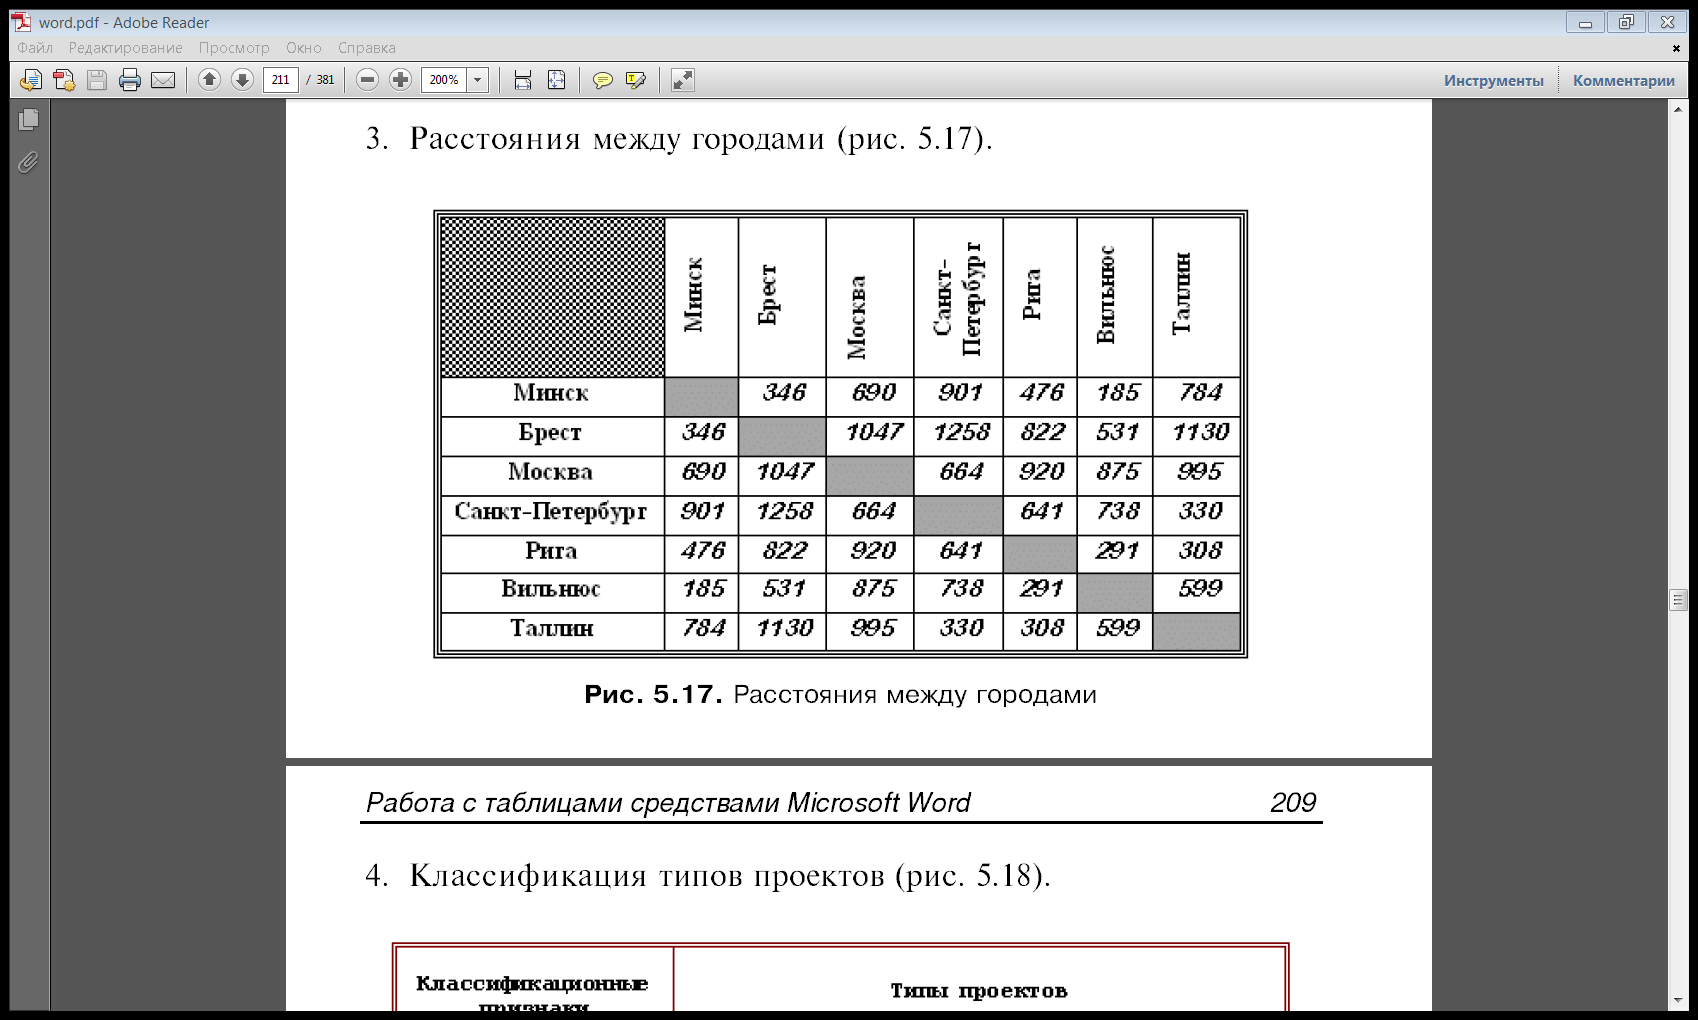 word.pdf - Adobe Reader
Файл Редактирование Просмотр Окно Справка
211 / 381 200% Инструменты Комментарии
3. Расстояния между городами (рис. 5.17).
Минск Брест Москва Санкт-Петербург Рига Вильнюс Таллин
Минск 346 690 901 476 185 784
Брест 346 1047 1258 822 531 1130
Москва 690 1047 664 920 875 995
Санкт-Петербург 901 1258 664 641 738 330
Рига 476 822 920 641 291 308
Вильнюс 185 531 875 738 291 599
Таллин 784 1130 995 330 308 599
Рис. 5.17. Расстояния между городами
Работа с таблицами средствами Microsoft Word 209
4. Классификация типов проектов (рис. 5.18).
Классификационные
признаки
Типы проектов